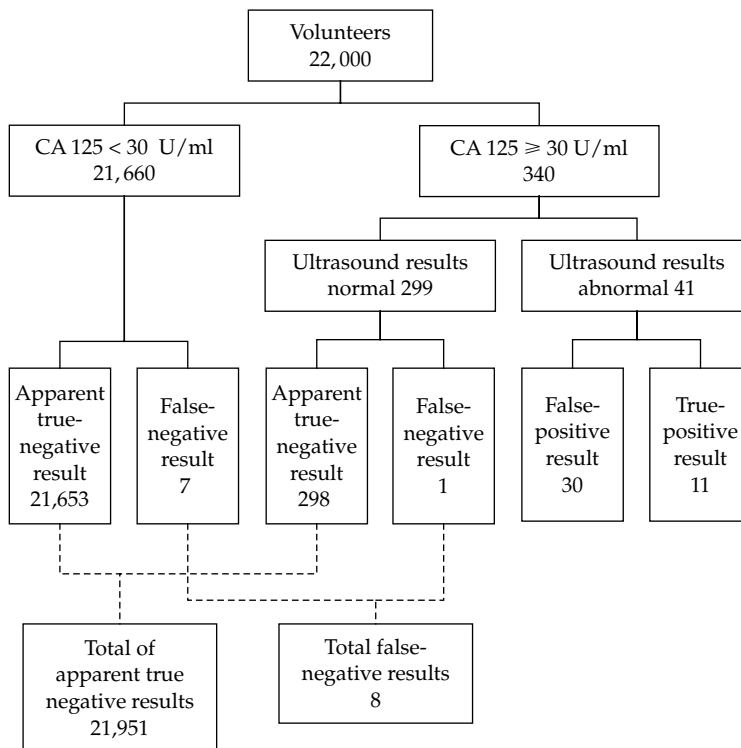 Volunteers
22,000
CA 125 < 30 U/ml
21,660
CA 125 ⩾ 30 U/ml
340
Ultrasound results
normal 299
Ultrasound results
abnormal 41
Apparent
true-
negative
result
21,653
False-
negative
result
7
Apparent
true-
negative
result
298
False-
negative
result
1
False-
positive
result
30
True-
positive
result
11
Total of
apparent true
negative results
21,951
Total false-
negative results
8